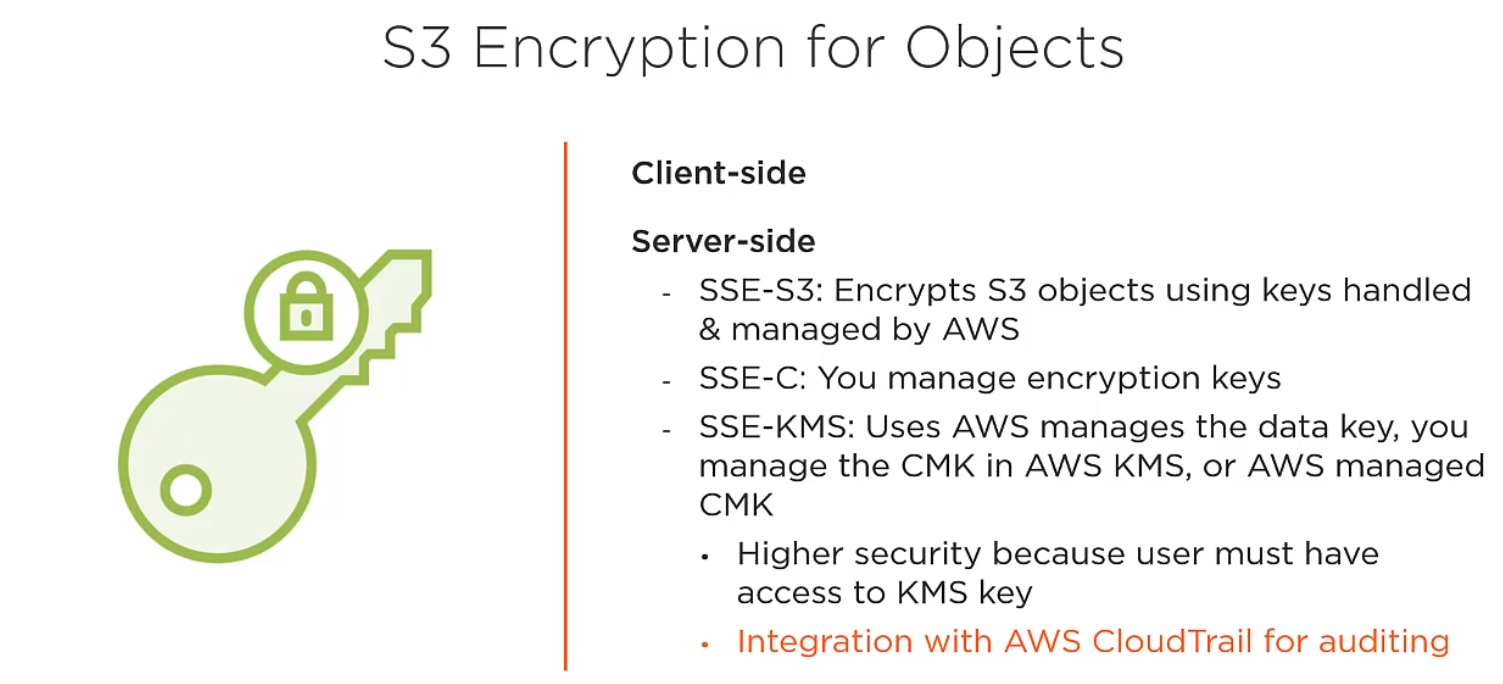 S3 Encryption for Objects
Client-side
Server-side
- SSE-S3: Encrypts S3 objects using keys handled
& managed by AWS
- SSE-C: You manage encryption keys
- SSE-KMS: Uses AWS manages the data key, you
manage the CMK in AWS KMS, or AWS managed
CMK
• Higher security because user must have
access to KMS key
• Integration with AWS CloudTrail for auditing